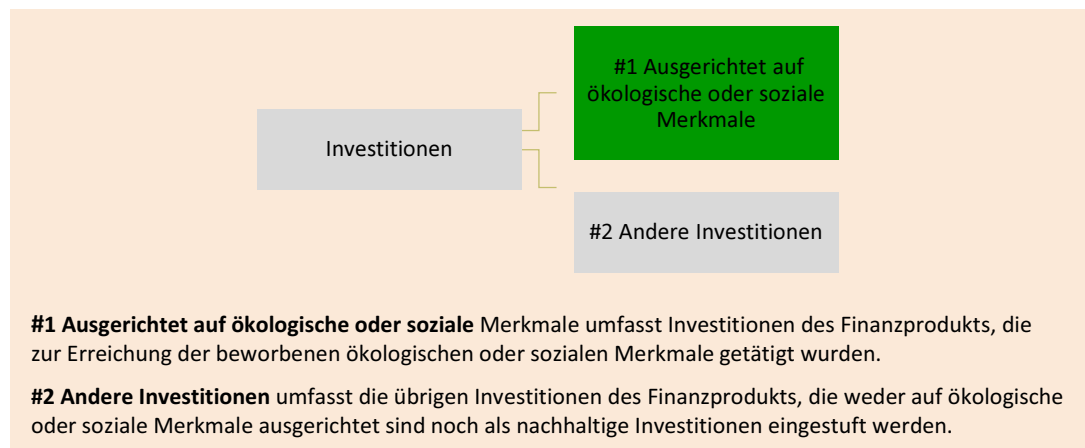 #1 Ausgerichtet auf
ökologische oder soziale
Merkmale
Investitionen
#2 Andere Investitionen
#1 Ausgerichtet auf ökologische oder soziale Merkmale umfasst Investitionen des Finanzprodukts, die
zur Erreichung der beworbenen ökologischen oder sozialen Merkmale getätigt wurden.
#2 Andere Investitionen umfasst die übrigen Investitionen des Finanzprodukts, die weder auf ökologische
oder soziale Merkmale ausgerichtet sind noch als nachhaltige Investitionen eingestuft werden.